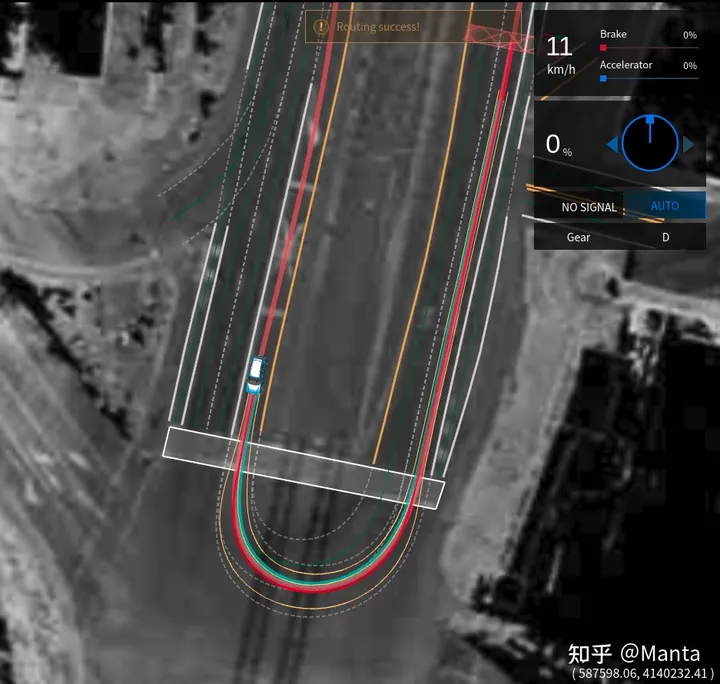 Routing success!
11
km/h
Brake 0%
Accelerator 0%
0 %
NO SIGNAL AUTO
Gear D
知乎 @Manta
( 587598.06, 4140232.41 )